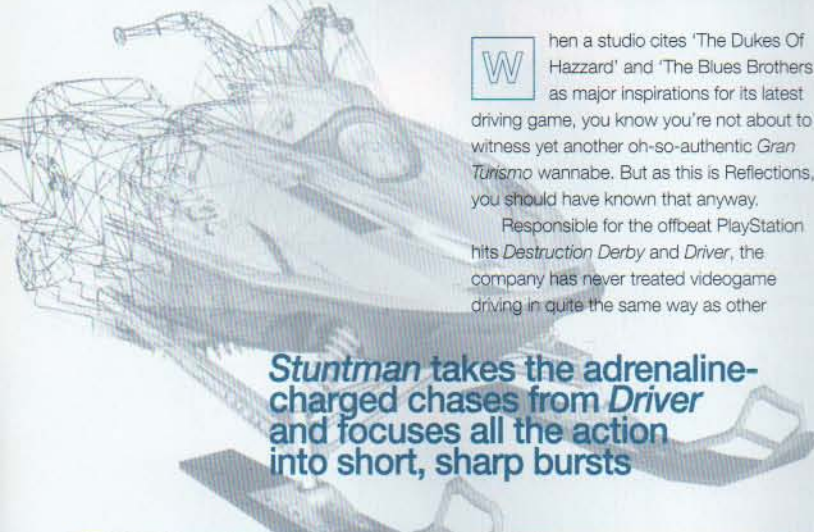 When a studio cites 'The Dukes Of
Hazzard' and 'The Blues Brothers
as major inspirations for its latest
driving game, you know you're not about to
witness yet another oh-so-authentic Gran
Turismo wannabe. But as this is Reflections,
you should have known that anyway.
Responsible for the offbeat PlayStation
hits Destruction Derby and Driver, the
company has never treated videogame
driving in quite the same way as other
Stuntman takes the adrenaline-
charged chases from Driver
and focuses all the action
into short, sharp bursts